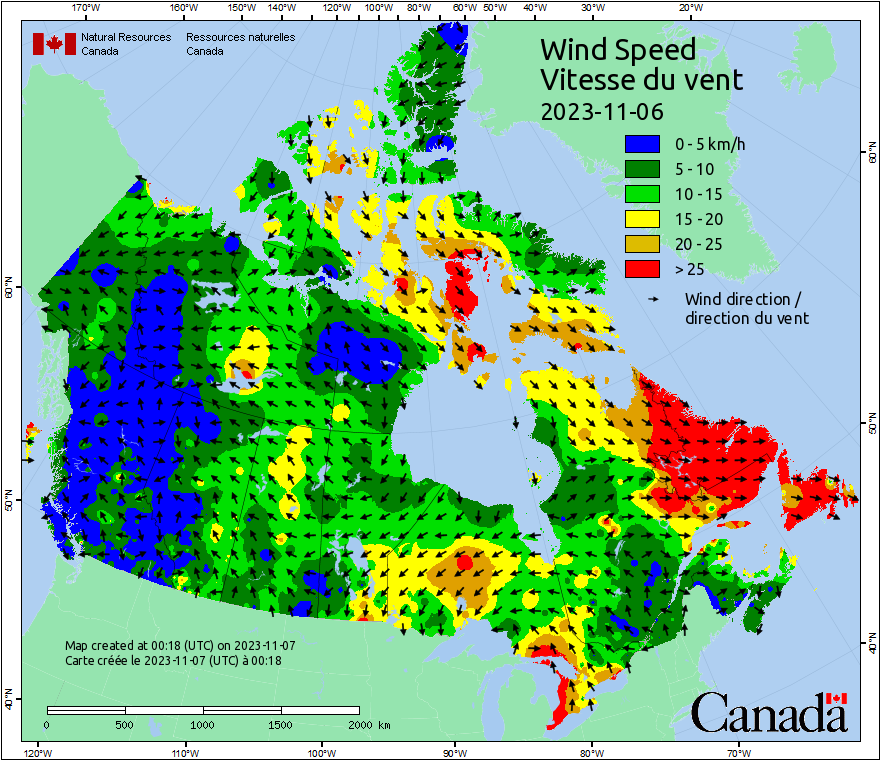 170°W 160°W 150°W 140°W 130°W 120°W 110°W 100°W 90°W 80°W 70°W 60°W 50°W 40°W 30°W 20°W
Natural Resources Ressources naturelles
Canada Canada
Wind Speed
Vitesse du vent
2023-11-06
0 - 5 km/h
5 - 10
10 - 15
15 - 20
20 - 25
> 25
Wind direction /
direction du vent
60°N
60°N
50°N
50°N
40°N
40°N
Map created at 00:18 (UTC) on 2023-11-07
Carte créée le 2023-11-07 (UTC) à 00:18
0 500 1000 1500 2000 km
Canada
120°W 110°W 100°W 90°W 80°W 70°W